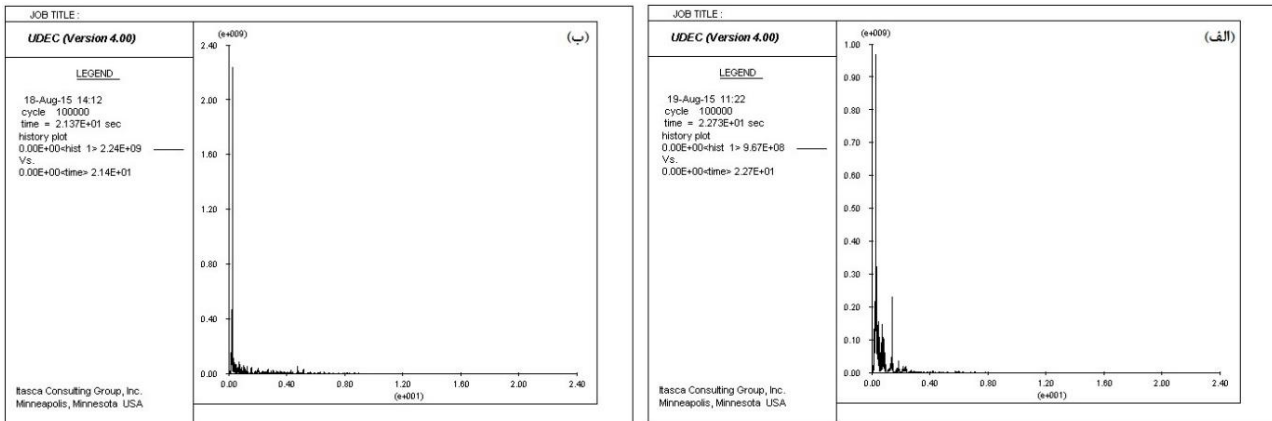 JOB TITLE :
UDEC (Version 4.00)
LEGEND
18-Aug-15 14:12
cycle 100000
time = 2.137E+01 sec
history plot
0.00E+00<hist 1> 2.24E+09
Vs.
0.00E+00<time> 2.14E+01
Itasca Consulting Group, Inc.
Minneapolis, Minnesota USA
(e+009)
(ب)
2.40
2.00
1.60
1.20
0.80
0.40
0.00
0.00 0.40 0.80 1.20 1.60 2.00 2.40
(e+001)
JOB TITLE :
UDEC (Version 4.00)
LEGEND
19-Aug-15 11:22
cycle 100000
time = 2.273E+01 sec
history plot
0.00E+00<hist 1> 9.67E+08
Vs.
0.00E+00<time> 2.27E+01
Itasca Consulting Group, Inc.
Minneapolis, Minnesota USA
(e+009)
(الف)
1.00
0.90
0.80
0.70
0.60
0.50
0.40
0.30
0.20
0.10
0.00
0.00 0.40 0.80 1.20 1.60 2.00 2.40
(e+001)